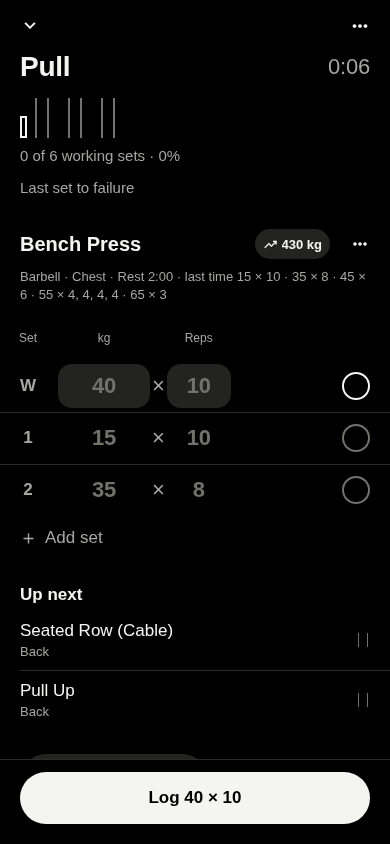 Pull
0:06
0 of 6 working sets · 0%
Last set to failure
Bench Press
430 kg
Barbell · Chest · Rest 2:00 · last time 15 × 10 · 35 × 8 · 45 ×
6 · 55 × 4, 4, 4, 4 · 65 × 3
Set kg Reps
W 40 × 10
1 15 × 10
2 35 × 8
+ Add set
Up next
Seated Row (Cable)
Back
Pull Up
Back
Log 40 × 10